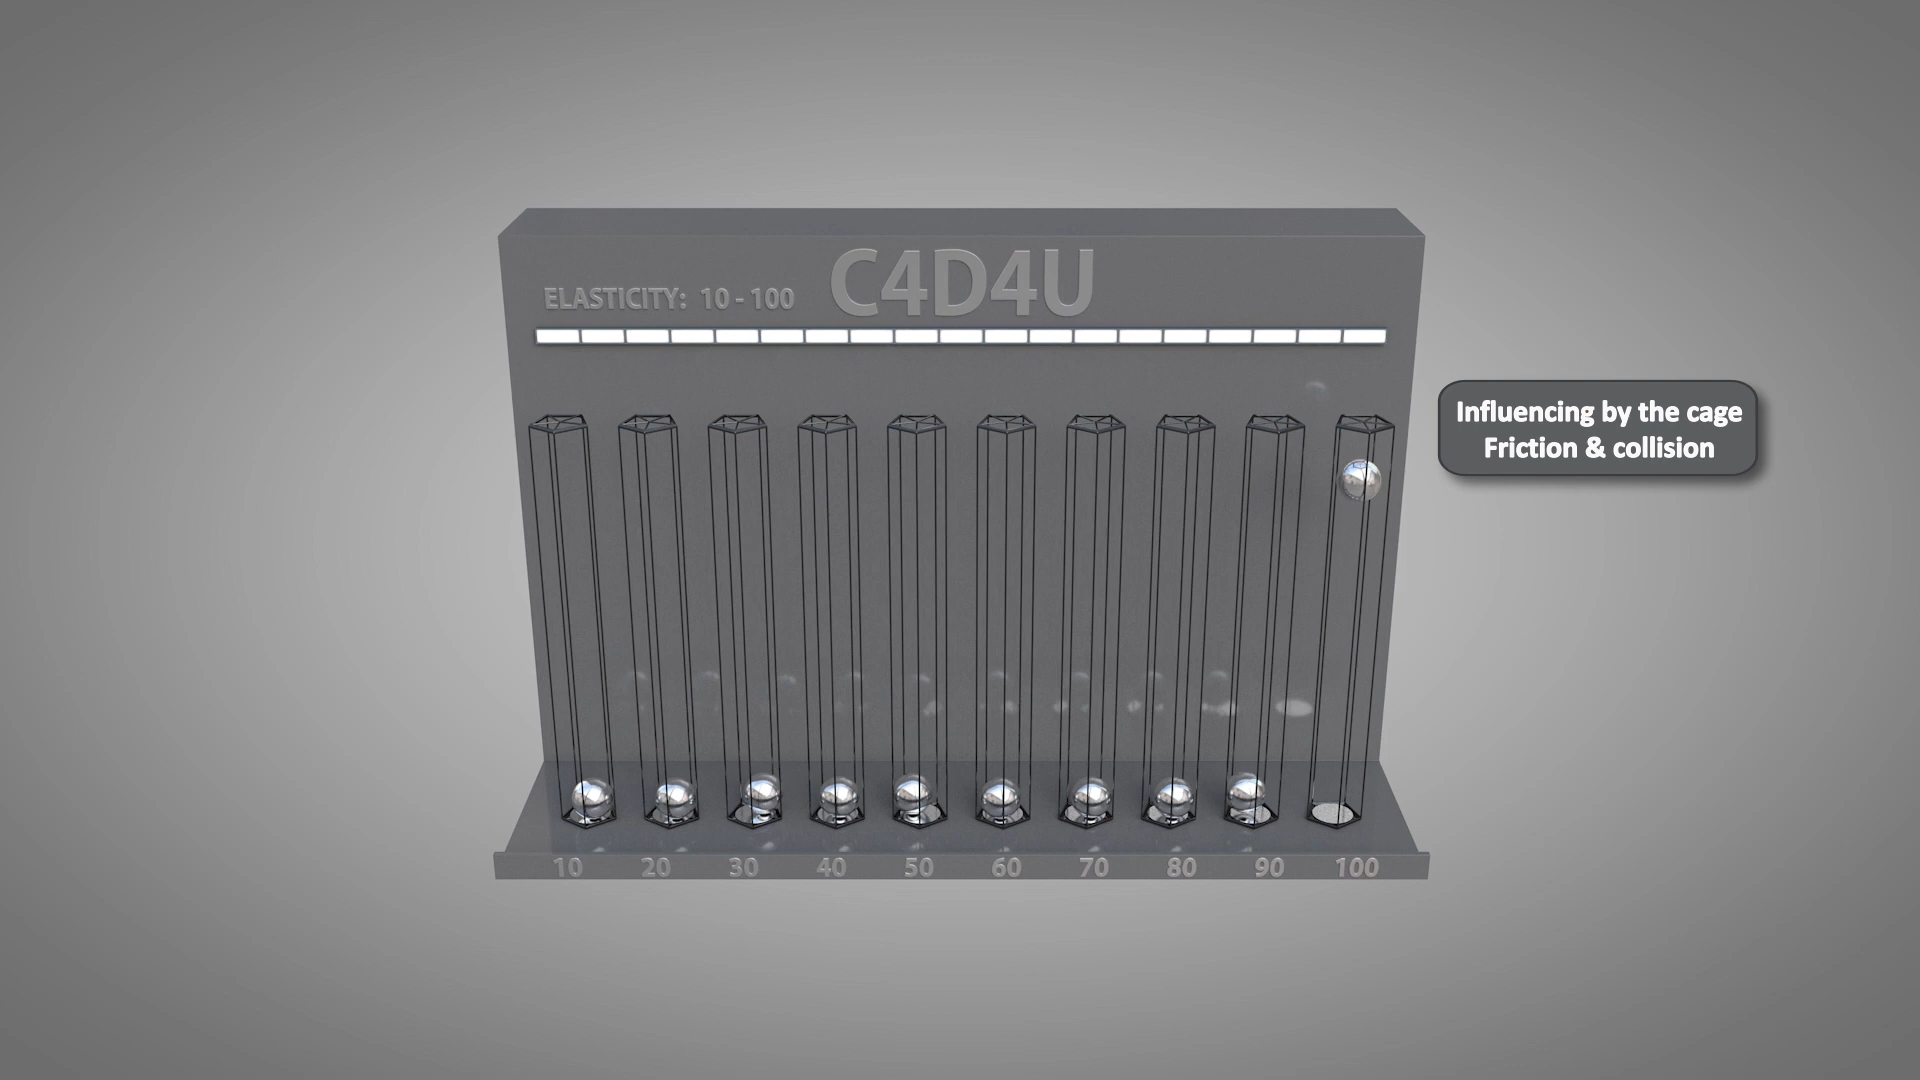 C4D4U
ELASTICITY: 10 - 100
Influencing by the cage
Friction & collision
10 20 30 40 50 60 70 80 90 100